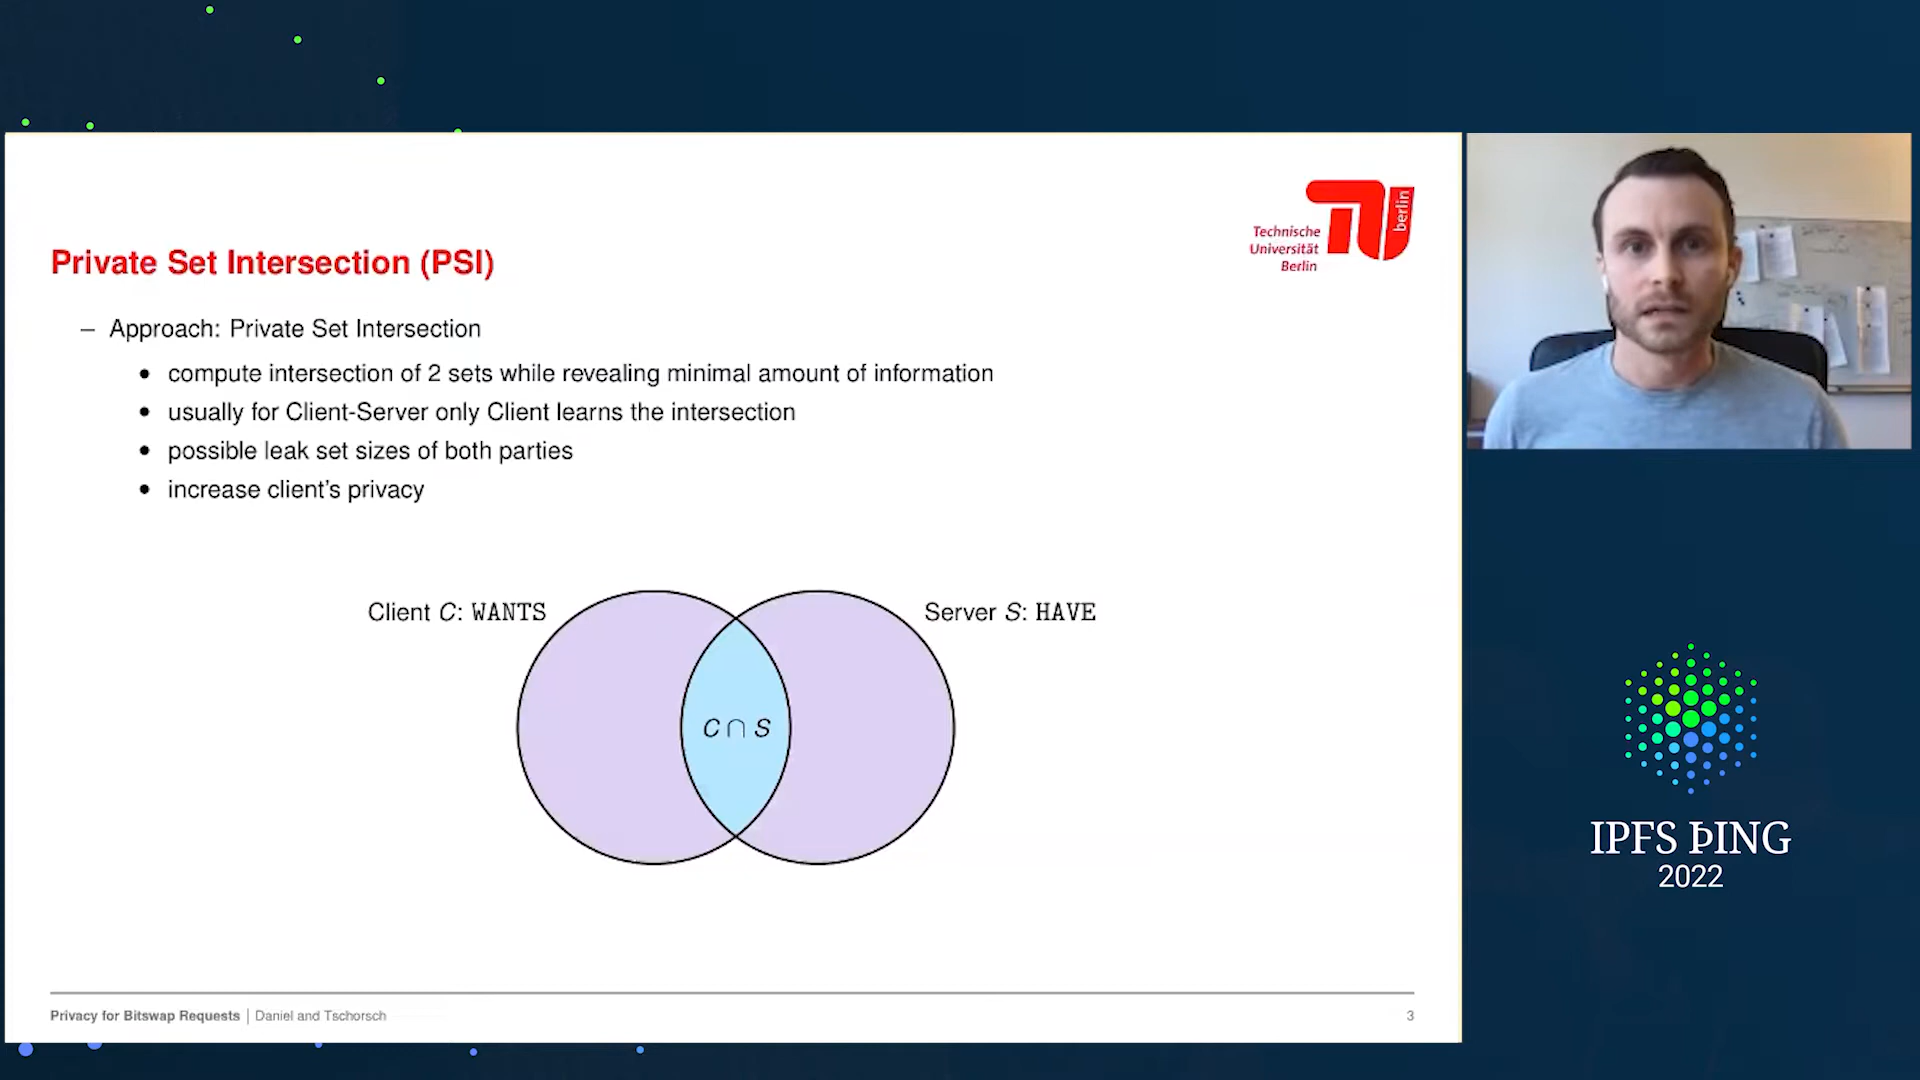 Technische
Universität
Berlin
berlin
Private Set Intersection (PSI)
– Approach: Private Set Intersection
• compute intersection of 2 sets while revealing minimal amount of information
• usually for Client-Server only Client learns the intersection
• possible leak set sizes of both parties
• increase client's privacy
Client C: WANTS
Server S: HAVE
C ∩ S
Privacy for Bitswap Requests | Daniel and Tschorsch
3
IPFS ÞING
2022